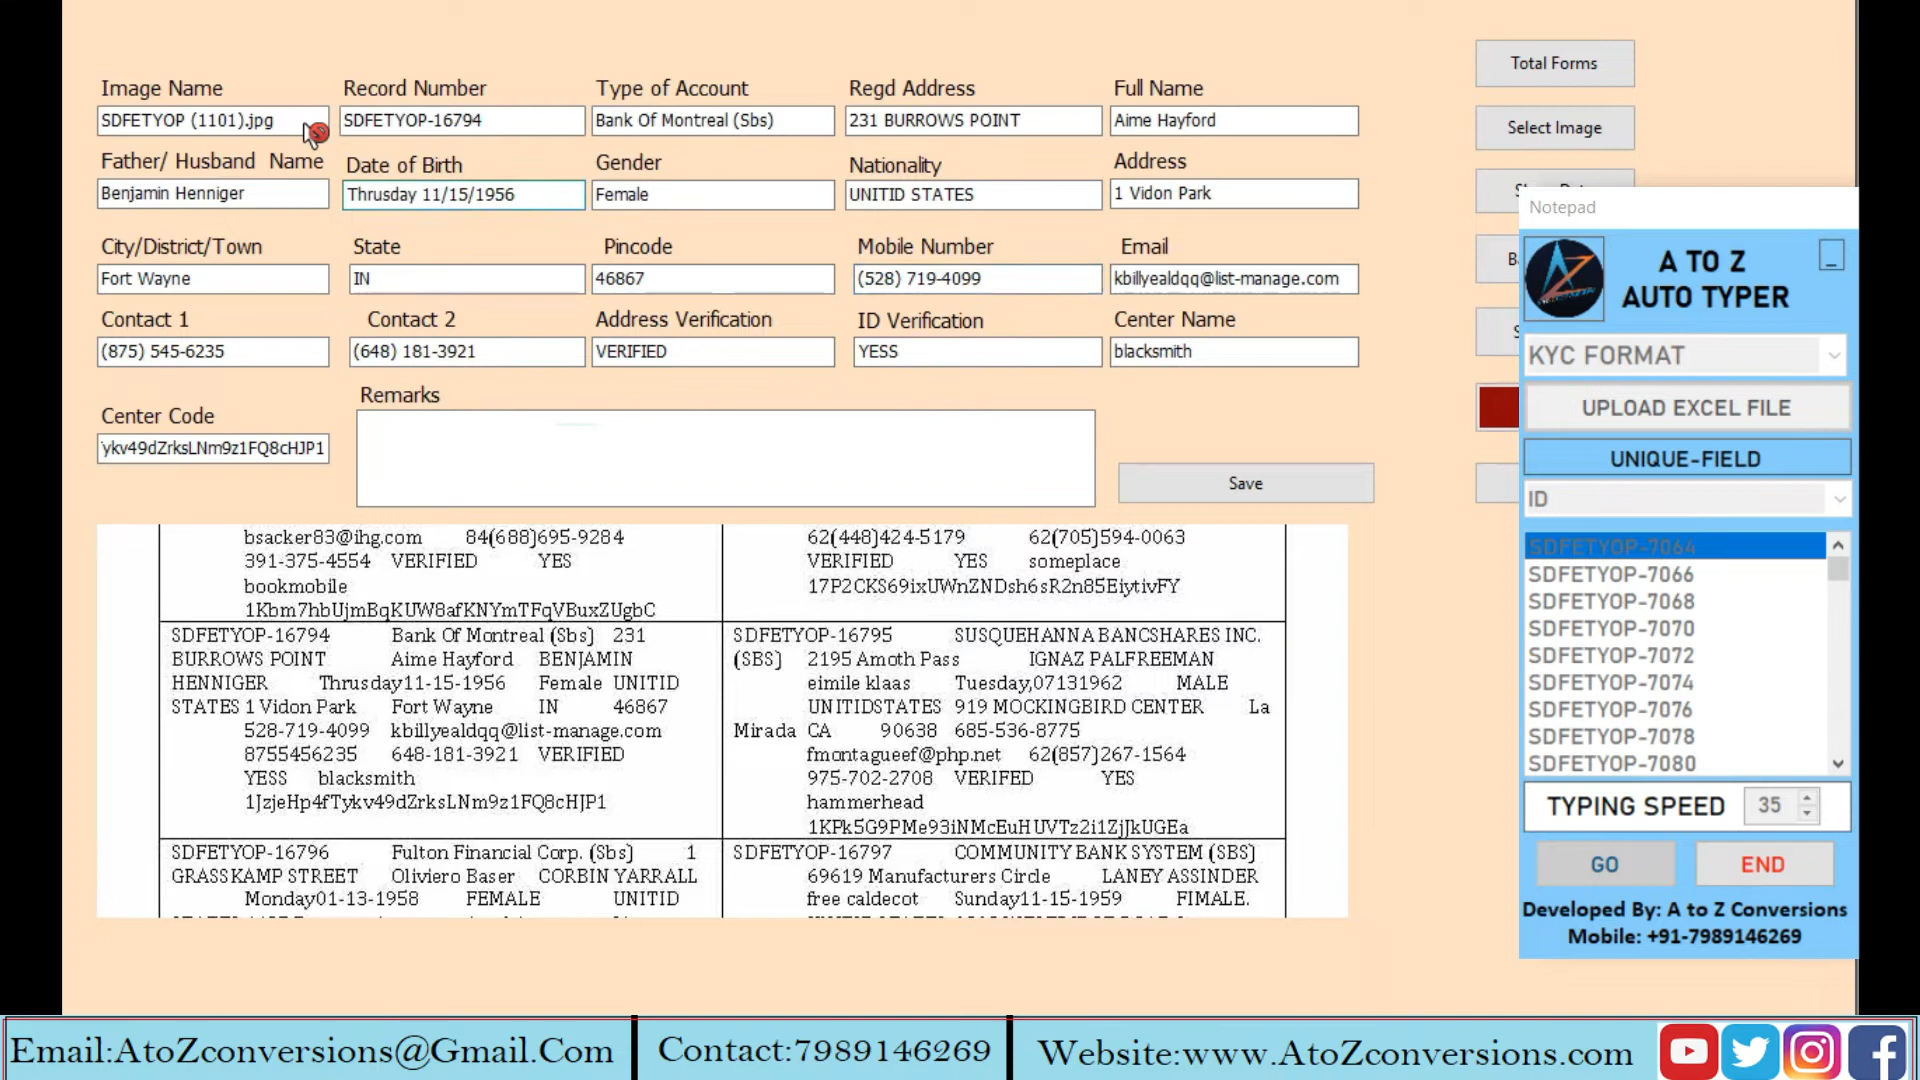 Total Forms
Image Name Record Number Type of Account Regd Address Full Name
SDFETYOP (1101).jpg SDFETYOP-16794 Bank Of Montreal (Sbs) 231 BURROWS POINT Aime Hayford
Select Image
Father/ Husband Name Date of Birth Gender Nationality Address
Benjamin Henniger Thrusday 11/15/1956 Female UNITID STATES 1 Vidon Park
City/District/Town State Pincode Mobile Number Email
Fort Wayne IN 46867 (528) 719-4099 kbillyealdqq@list-manage.com
Contact 1 Contact 2 Address Verification ID Verification Center Name
(875) 545-6235 (648) 181-3921 VERIFIED YESS blacksmith
Center Code Remarks
ykv49dZrksLNm9z1FQ8cHJP1
Save
bsacker83@ihg.com 84(688)695-9284
391-375-4554 VERIFIED YES
bookmobile
1Kbm7hbUjmBqKUW8afKNYmTFqVBuxZUgbC
62(448)424-5179 62(705)594-0063
VERIFIED YES someplace
17P2CKS69ixUWnZNDsh6sR2n85EiytivFY
SDFETYOP-16794 Bank Of Montreal (Sbs) 231
BURROWS POINT Aime Hayford BENJAMIN
HENNIGER Thrusday11-15-1956 Female UNITID
STATES 1 Vidon Park Fort Wayne IN 46867
528-719-4099 kbillyealdqq@list-manage.com
8755456235 648-181-3921 VERIFIED
YESS blacksmith
1JzjeHp4fTykv49dZrksLNm9z1FQ8cHJP1
SDFETYOP-16795 SUSQUEHANNA BANCSHARES INC.
(SBS) 2195 Amoth Pass IGNAZ PALFREEMAN
eimile klaas Tuesday,07131962 MALE
UNITIDSTATES 919 MOCKINGBIRD CENTER La
Mirada CA 90638 685-536-8775
fmontagueef@php.net 62(857)267-1564
975-702-2708 VERIFED YES
hammerhead
1KPk5G9PMe93iNMcEuHUVTz2i1ZjJkUGEa
SDFETYOP-16796 Fulton Financial Corp. (Sbs) 1
GRASSKAMP STREET Oliviero Baser CORBIN YARRALL
Monday01-13-1958 FEMALE UNITID
SDFETYOP-16797 COMMUNITY BANK SYSTEM (SBS)
69619 Manufacturers Circle LANEY ASSINDER
free caldecot Sunday11-15-1959 FIMALE.
Notepad
A TO Z
AUTO TYPER
KYC FORMAT
UPLOAD EXCEL FILE
UNIQUE-FIELD
ID
SDFETYOP-7064
SDFETYOP-7066
SDFETYOP-7068
SDFETYOP-7070
SDFETYOP-7072
SDFETYOP-7074
SDFETYOP-7076
SDFETYOP-7078
SDFETYOP-7080
TYPING SPEED 35
GO END
Developed By: A to Z Conversions
Mobile: +91-7989146269
Email:AtoZconversions@Gmail.Com Contact:7989146269 Website:www.AtoZconversions.com